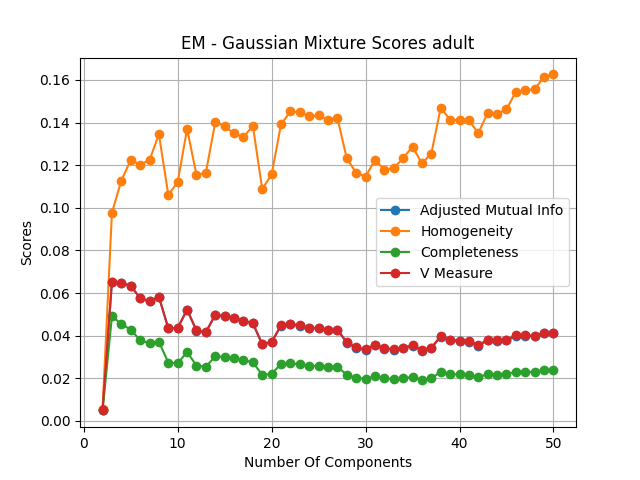 EM - Gaussian Mixture Scores adult
0.16
0.14
0.12
0.10
0.08
0.06
0.04
0.02
0.00
Scores
Adjusted Mutual Info
Homogeneity
Completeness
V Measure
0 10 20 30 40 50
Number Of Components